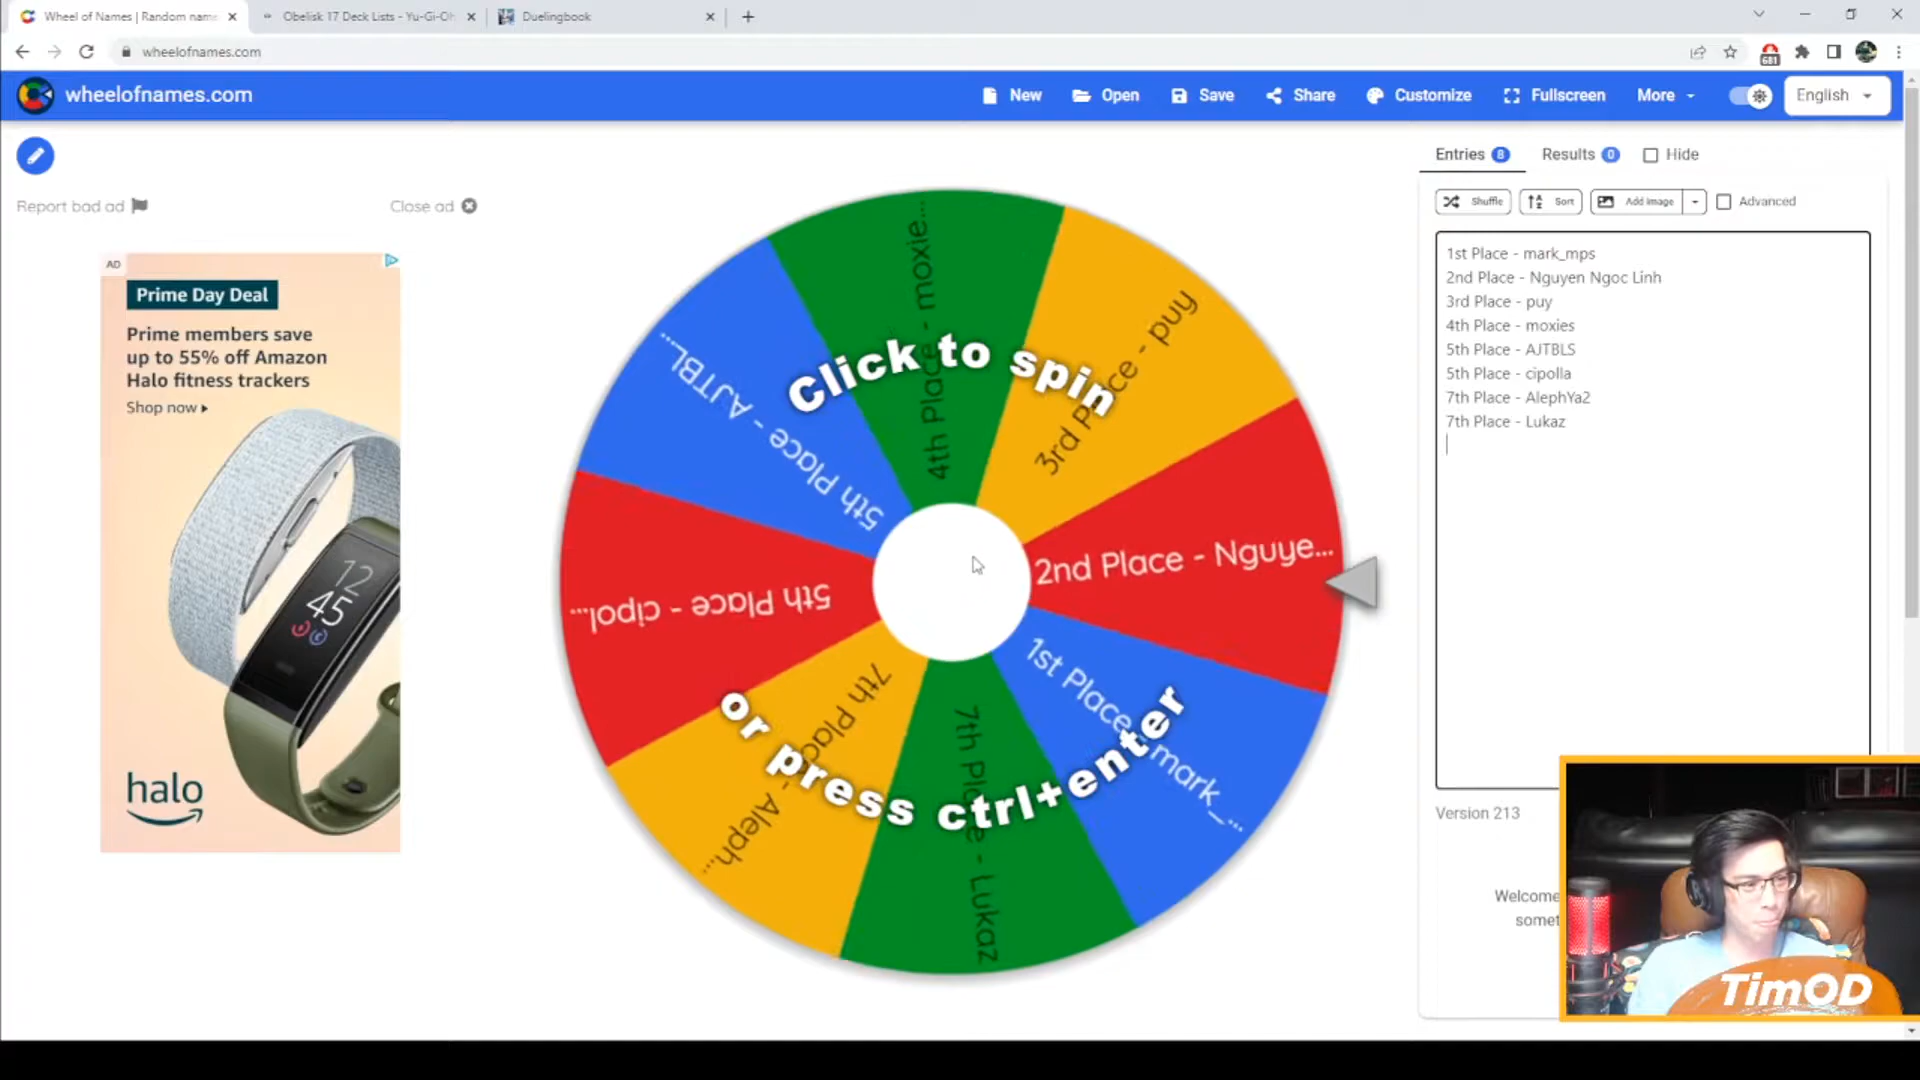 Wheel of Names | Random name
Obelisk 17 Deck Lists - Yu-Gi-Oh
Duelingbook
wheelofnames.com
681
wheelofnames.com
New
Open
Save
Share
Customize
Fullscreen
More
English
Report bad ad
Close ad
AD
Prime Day Deal
Prime members save
up to 55% off Amazon
Halo fitness trackers
Shop now
12
45
halo
Click to spin
or press ctrl+enter
4th Place - moxie...
3rd Place - puy
2nd Place - Nguye...
1st Place - mark_...
7th Place - Lukaz
7th Place - Aleph...
5th Place - cipol...
5th Place - AJTBL...
Entries 8
Results 0
Hide
Shuffle
Sort
Add image
Advanced
1st Place - mark_mps
2nd Place - Nguyen Ngoc Linh
3rd Place - puy
4th Place - moxies
5th Place - AJTBLS
5th Place - cipolla
7th Place - AlephYa2
7th Place - Lukaz
Version 213
Welcome
somet
TimOD